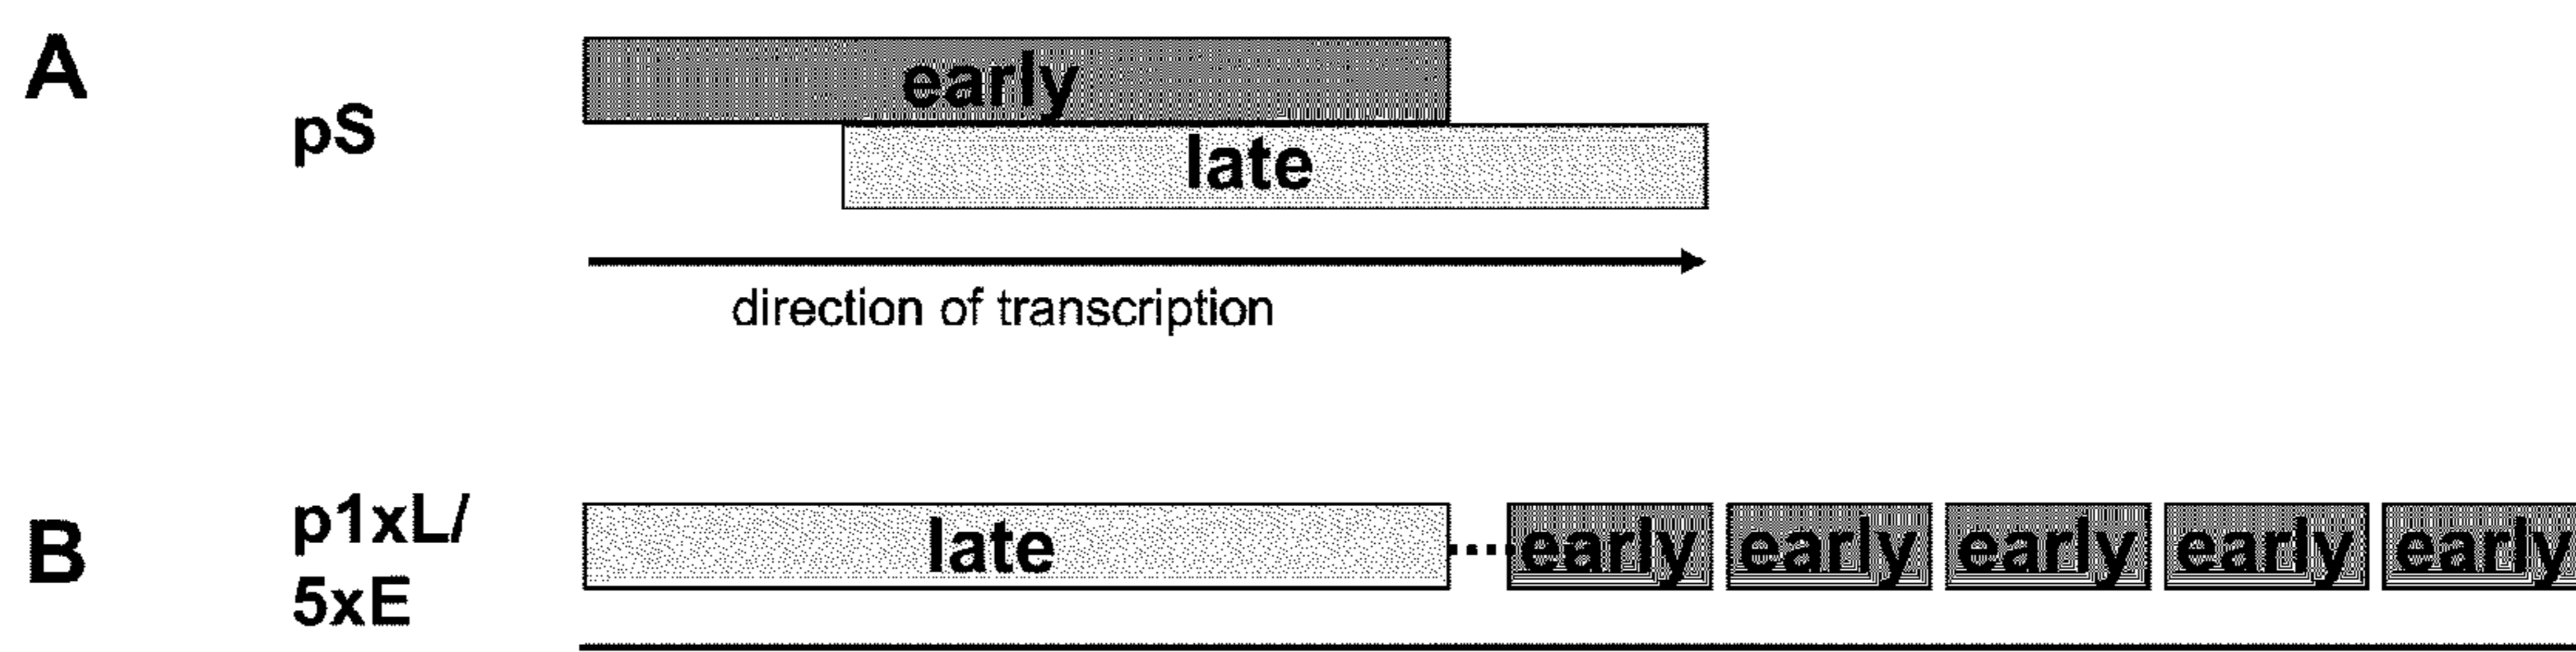 A
pS
early
late
direction of transcription
B
p1xL/
5xE
late
early early early early early